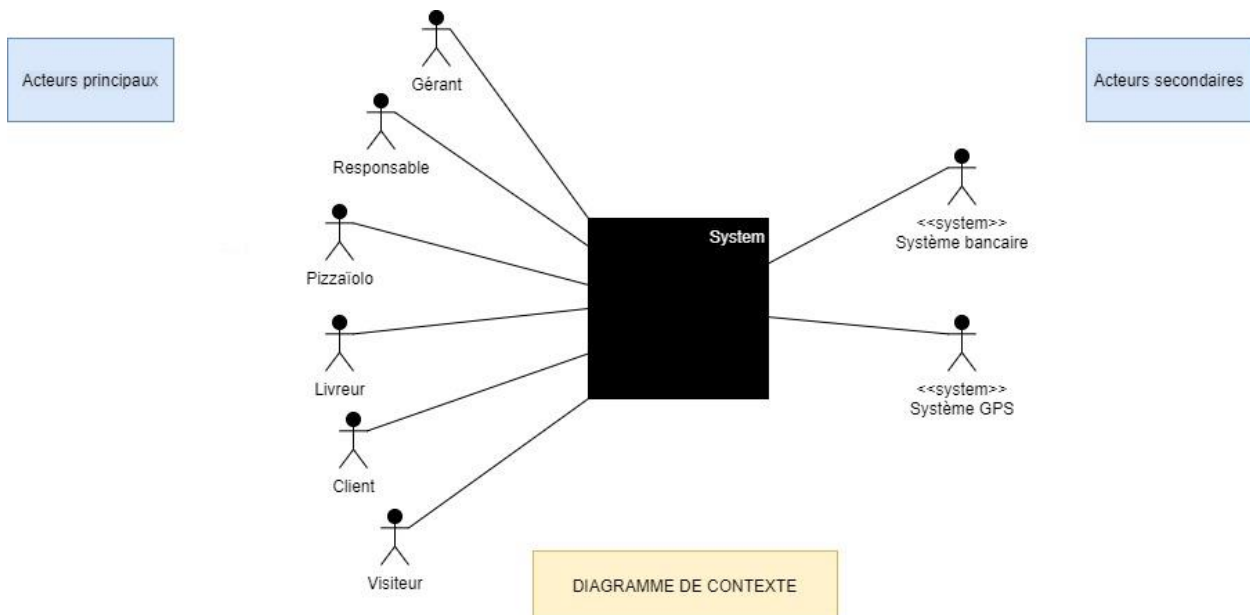 Gérant
Acteurs principaux
Acteurs secondaires
Responsable
System
<<system>>
Système bancaire
Pizzaïolo
Livreur
<<system>>
Système GPS
Client
Visiteur
DIAGRAMME DE CONTEXTE